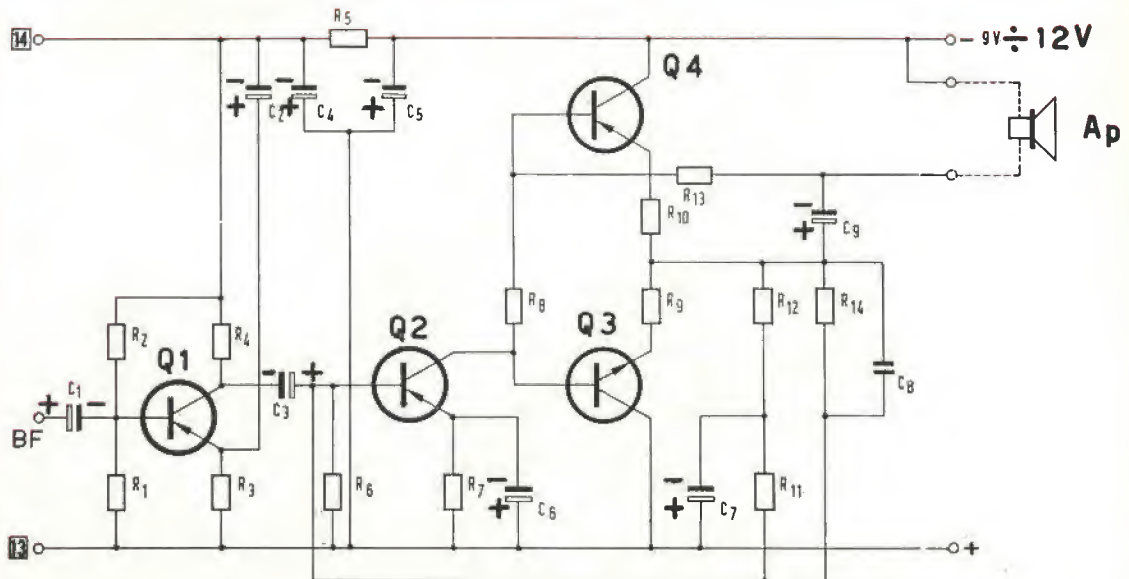 R5
14
- 9V ÷ 12V
Q4
- + C2
- + C4
- + C5
Ap
R13
R10
- + C9
R2
R4
R8
R9
R12
R14
Q1
Q2
Q3
C1
+ -
BF
- +
C3
C8
R1
R3
R6
R7
- + C6
- + C7
R11
13
+